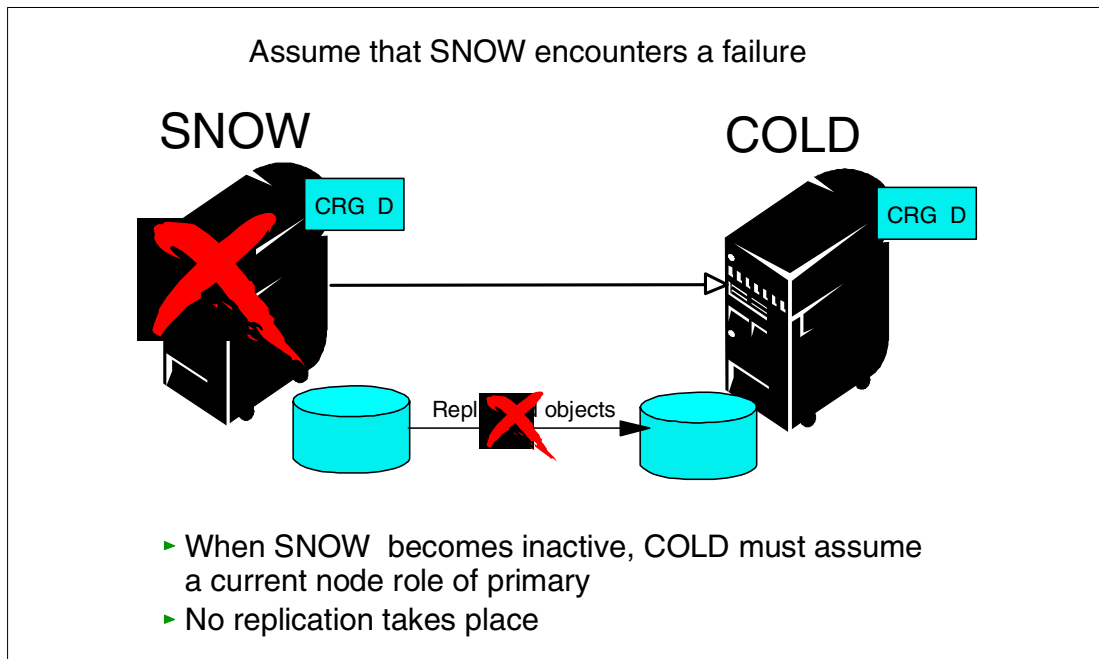 Assume that SNOW encounters a failure
SNOW
COLD
CRG D
CRG D
objects
When SNOW becomes inactive, COLD must assume
a current node role of primary
No replication takes place